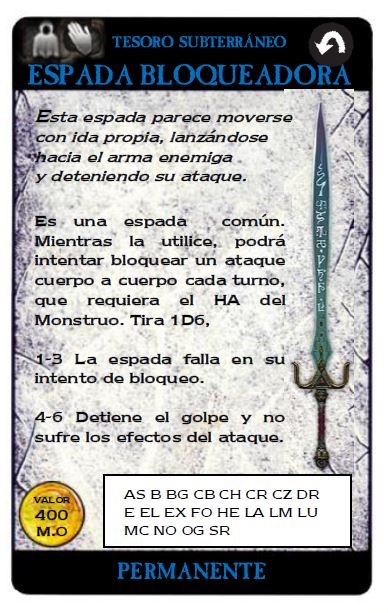 TESORO SUBTERRÁNEO
ESPADA BLOQUEADORA
Esta espada parece moverse
con ida propia, lanzándose
hacia el arma enemiga
y deteniendo su ataque.
Es una espada común.
Mientras la utilice, podrá
intentar bloquear un ataque
cuerpo a cuerpo cada turno,
que requiera el HA del
Monstruo. Tira 1D6,
1-3 La espada falla en su
intento de bloqueo.
4-6 Detiene el golpe y no
sufre los efectos del ataque.
VALOR
400
M.O
AS B BG CB CH CR CZ DR
E EL EX FO HE LA LM LU
MC NO OG SR
PERMANENTE